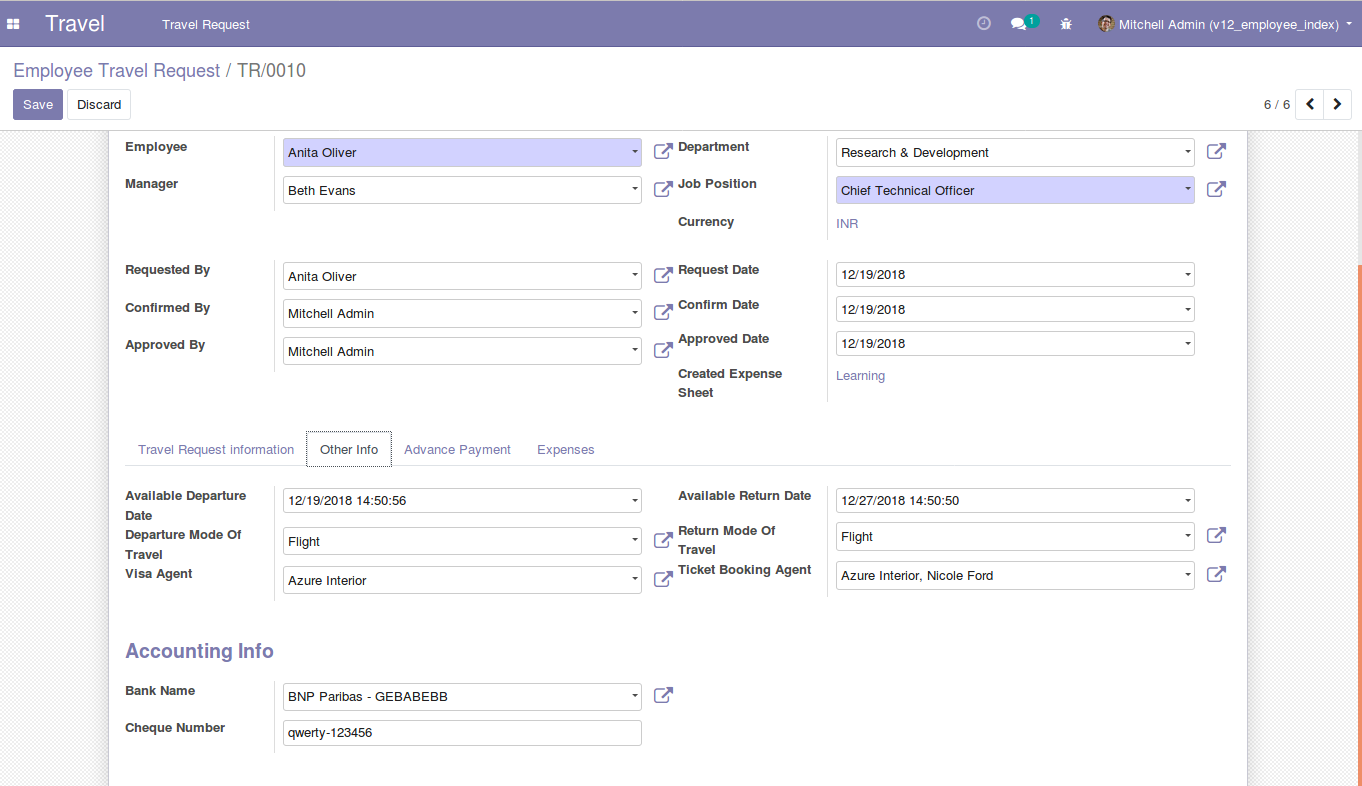 Travel Travel Request 1 Mitchell Admin (v12_employee_index)
Employee Travel Request / TR/0010
Save Discard 6 / 6
Employee Anita Oliver Department Research & Development
Manager Beth Evans Job Position Chief Technical Officer
Currency INR
Requested By Anita Oliver Request Date 12/19/2018
Confirmed By Mitchell Admin Confirm Date 12/19/2018
Approved By Mitchell Admin Approved Date 12/19/2018
Created Expense Learning
Sheet
Travel Request information Other Info Advance Payment Expenses
Available Departure 12/19/2018 14:50:56 Available Return Date 12/27/2018 14:50:50
Date
Departure Mode Of Flight Return Mode Of Flight
Travel Travel
Visa Agent Azure Interior Ticket Booking Agent Azure Interior, Nicole Ford
Accounting Info
Bank Name BNP Paribas - GEBABEBB
Cheque Number qwerty-123456